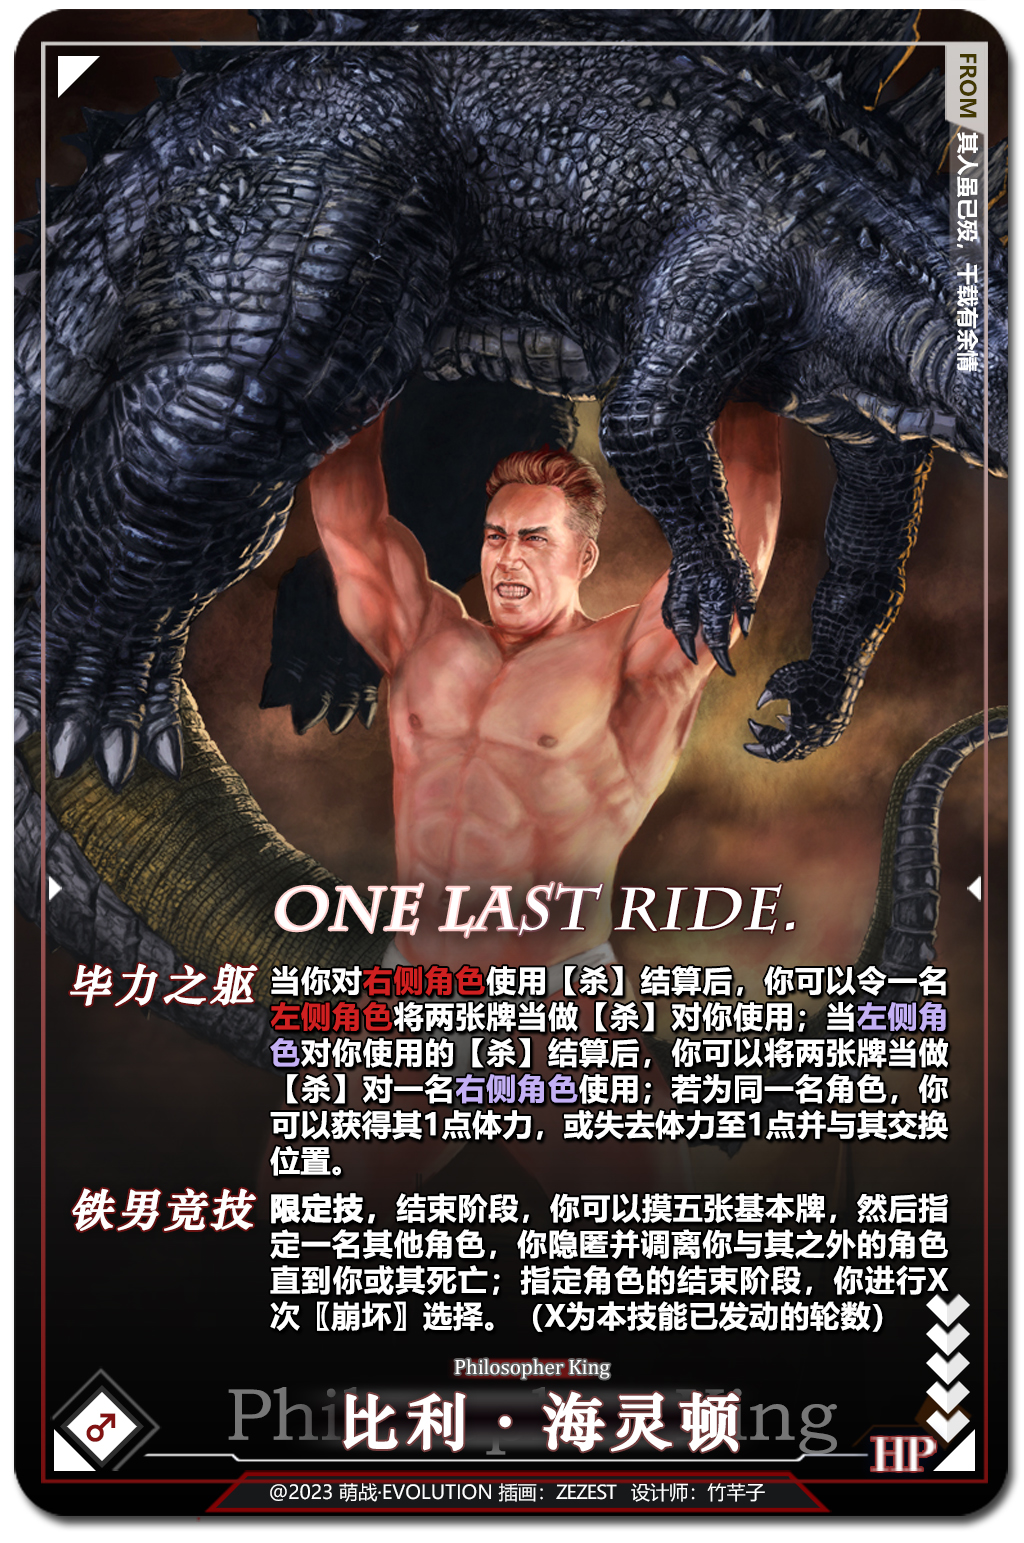 FROM
其人虽已殁，千载有余情
ONE LAST RIDE.
毕力之躯
当你对右侧角色使用【杀】结算后，你可以令一名
左侧角色将两张牌当做【杀】对你使用；当左侧角
色对你使用的【杀】结算后，你可以将两张牌当做
【杀】对一名右侧角色使用；若为同一名角色，你
可以获得其1点体力，或失去体力至1点并与其交换
位置。
铁男竞技
限定技，结束阶段，你可以摸五张基本牌，然后指
定一名其他角色，你隐匿并调离你与其之外的角色
直到你或其死亡；指定角色的结束阶段，你进行X
次〖崩坏〗选择。（X为本技能已发动的轮数）
Philosopher King
Philosopher King
比利·海灵顿
♂
HP
@2023 萌战·EVOLUTION 插画：ZEZEST 设计师：竹芊子